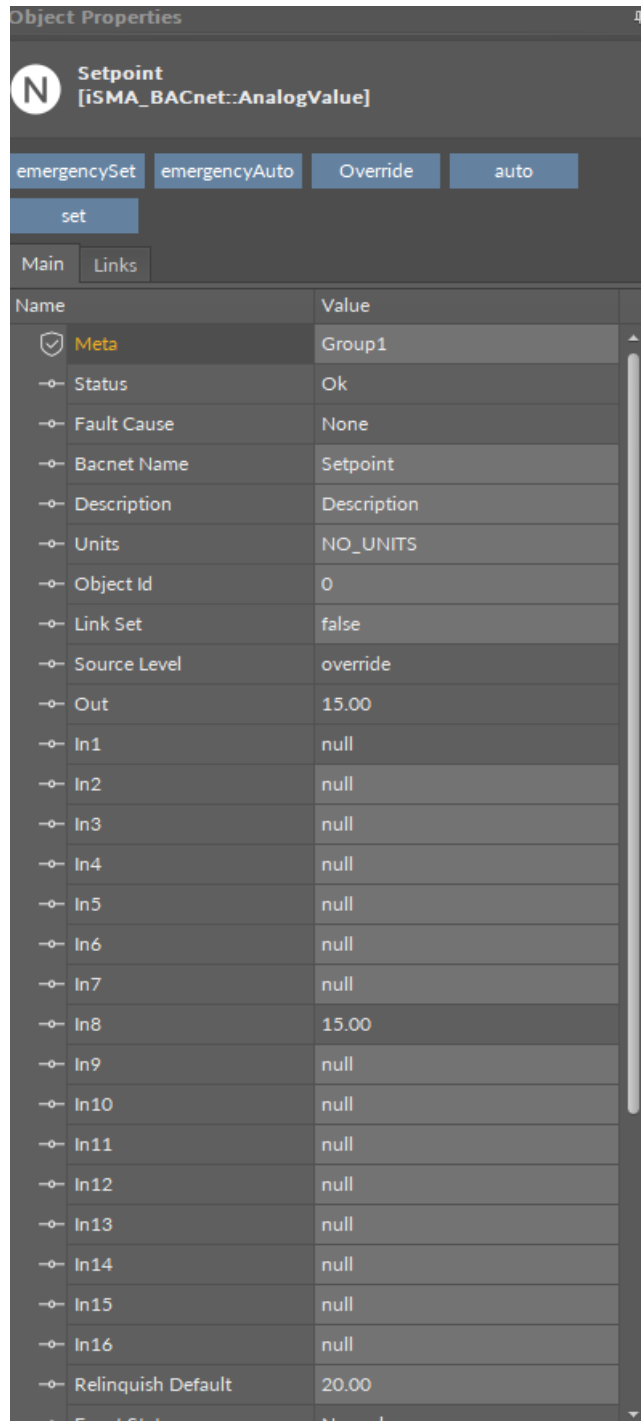 Object Properties
N
Setpoint
[iSMA_BACnet::AnalogValue]
emergencySet emergencyAuto Override auto
set
Main Links
Name Value
Meta Group1
Status Ok
Fault Cause None
Bacnet Name Setpoint
Description Description
Units NO_UNITS
Object Id 0
Link Set false
Source Level override
Out 15.00
In1 null
In2 null
In3 null
In4 null
In5 null
In6 null
In7 null
In8 15.00
In9 null
In10 null
In11 null
In12 null
In13 null
In14 null
In15 null
In16 null
Relinquish Default 20.00